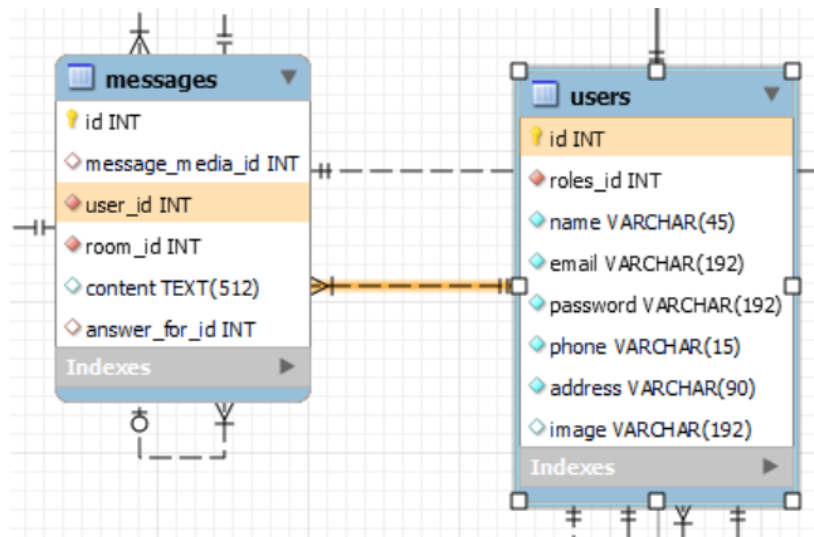 messages
id INT
message_media_id INT
user_id INT
room_id INT
content TEXT(512)
answer_for_id INT
Indexes
users
id INT
roles_id INT
name VARCHAR(45)
email VARCHAR(192)
password VARCHAR(192)
phone VARCHAR(15)
address VARCHAR(90)
image VARCHAR(192)
Indexes